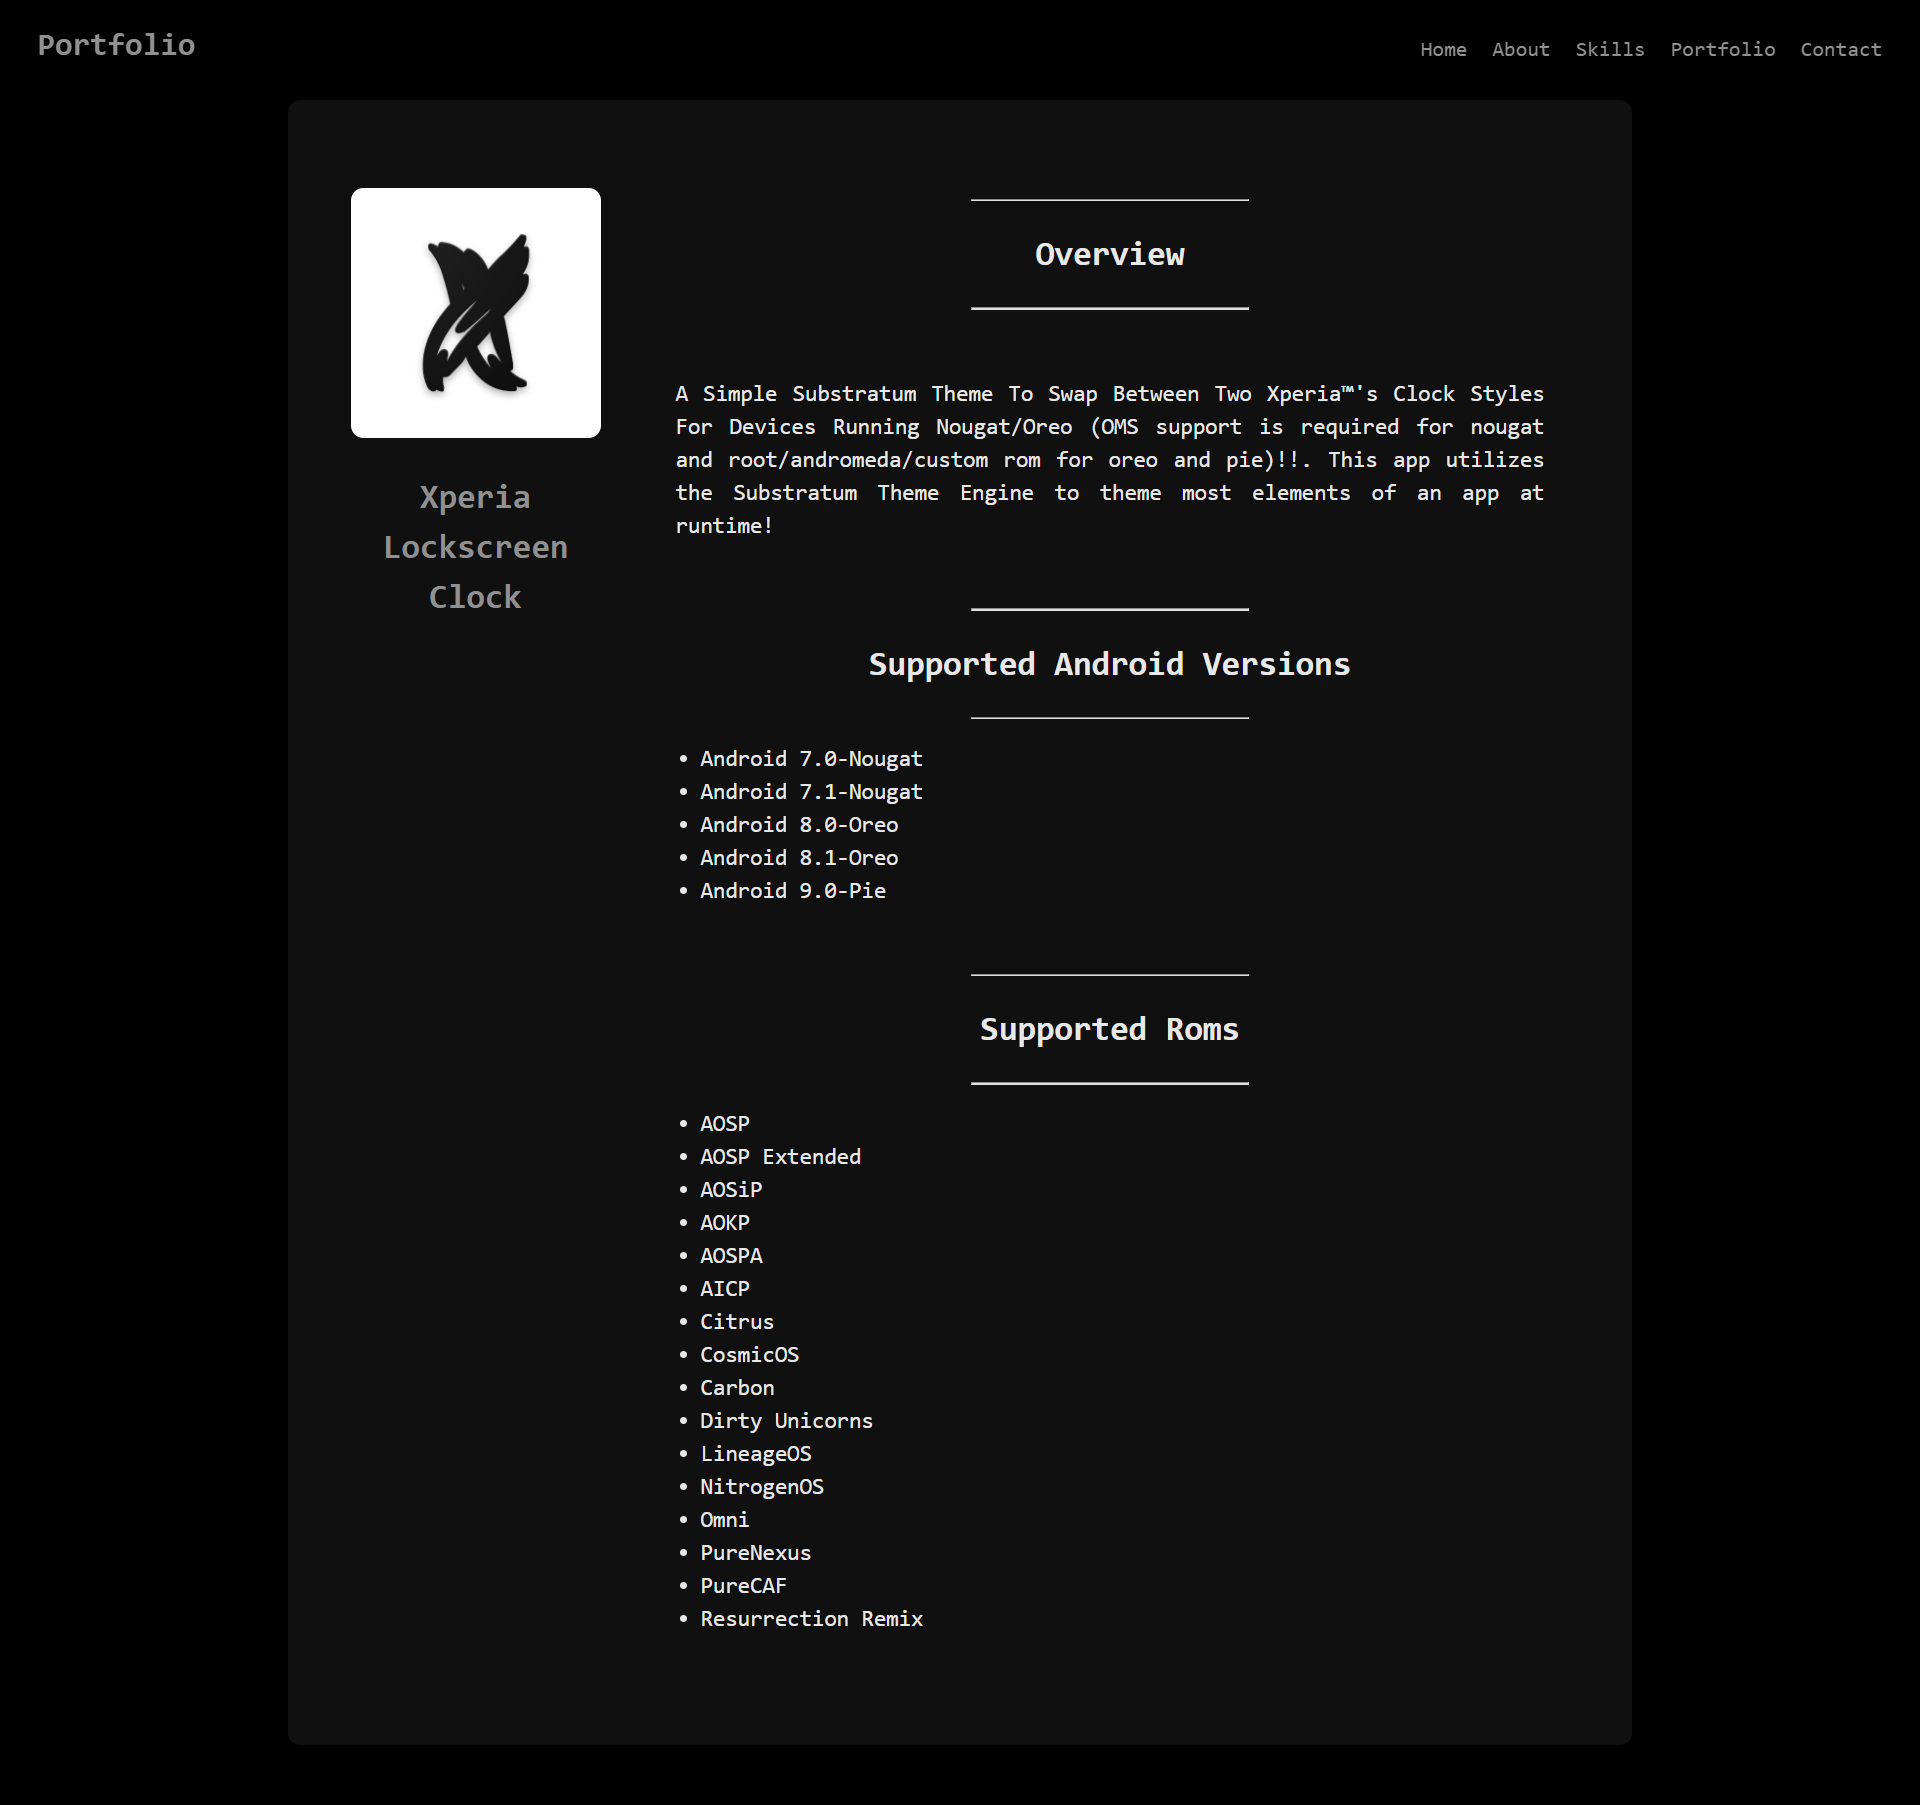 Portfolio
Home About Skills Portfolio Contact
Xperia
Lockscreen
Clock
Overview
A Simple Substratum Theme To Swap Between Two Xperia™'s Clock Styles
For Devices Running Nougat/Oreo (OMS support is required for nougat
and root/andromeda/custom rom for oreo and pie)!!. This app utilizes
the Substratum Theme Engine to theme most elements of an app at
runtime!
Supported Android Versions
• Android 7.0-Nougat
• Android 7.1-Nougat
• Android 8.0-Oreo
• Android 8.1-Oreo
• Android 9.0-Pie
Supported Roms
• AOSP
• AOSP Extended
• AOSiP
• AOKP
• AOSPA
• AICP
• Citrus
• CosmicOS
• Carbon
• Dirty Unicorns
• LineageOS
• NitrogenOS
• Omni
• PureNexus
• PureCAF
• Resurrection Remix